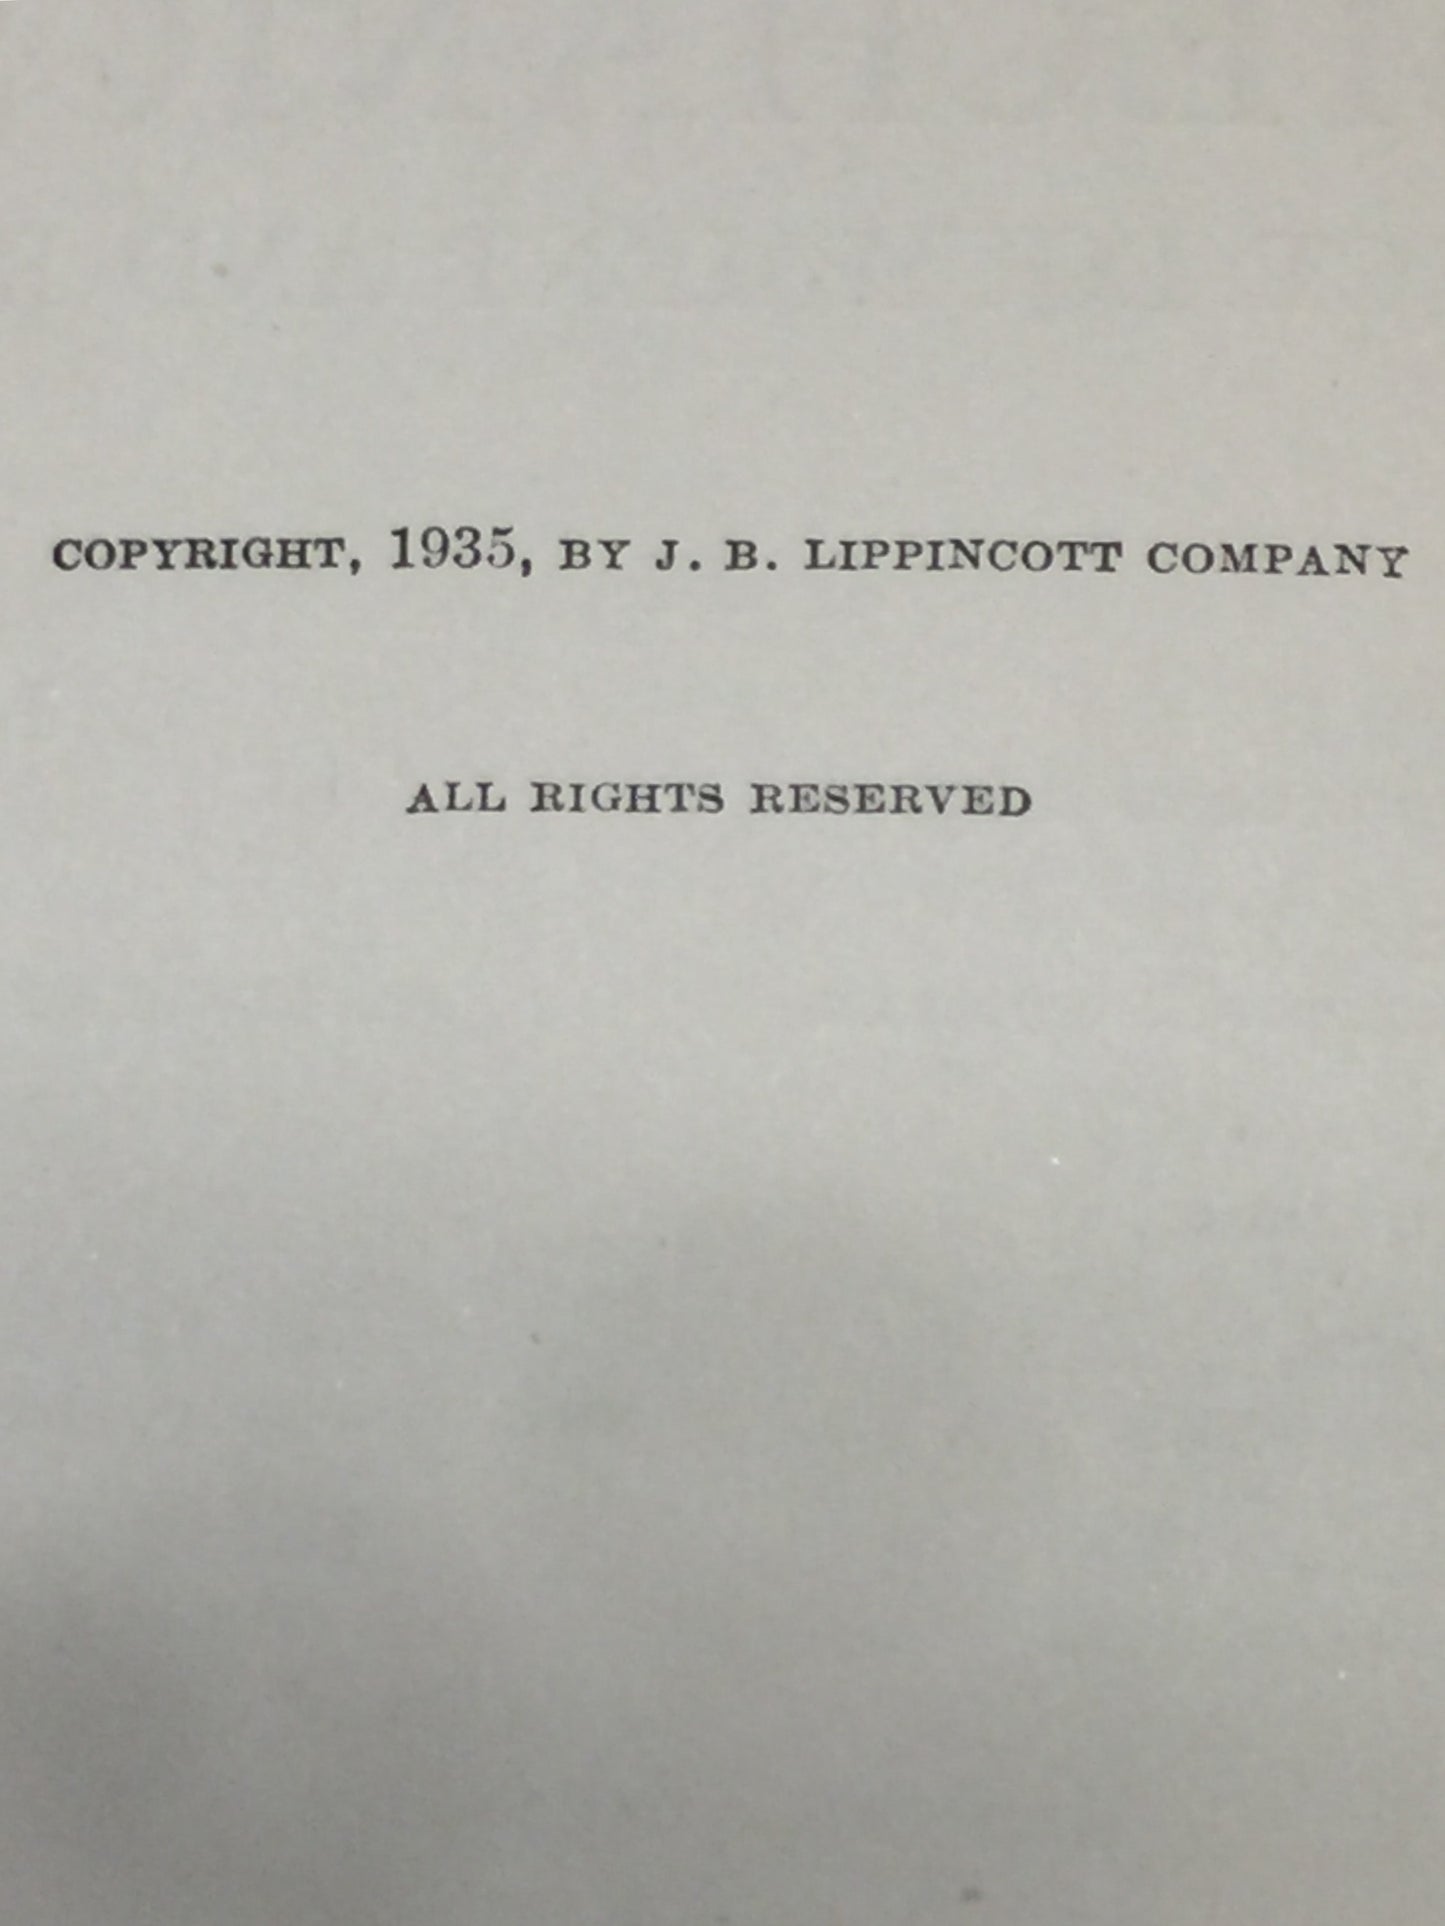 COPYRIGHT, 1935, BY J. B. LIPPINCOTT COMPANY
ALL RIGHTS RESERVED